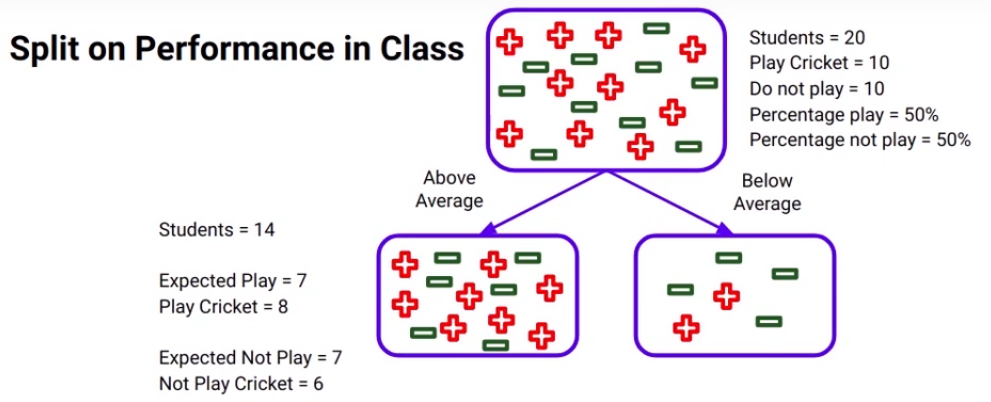 Split on Performance in Class
Students = 20
Play Cricket = 10
Do not play = 10
Percentage play = 50%
Percentage not play = 50%
Above
Average
Below
Average
Students = 14
Expected Play = 7
Play Cricket = 8
Expected Not Play = 7
Not Play Cricket = 6